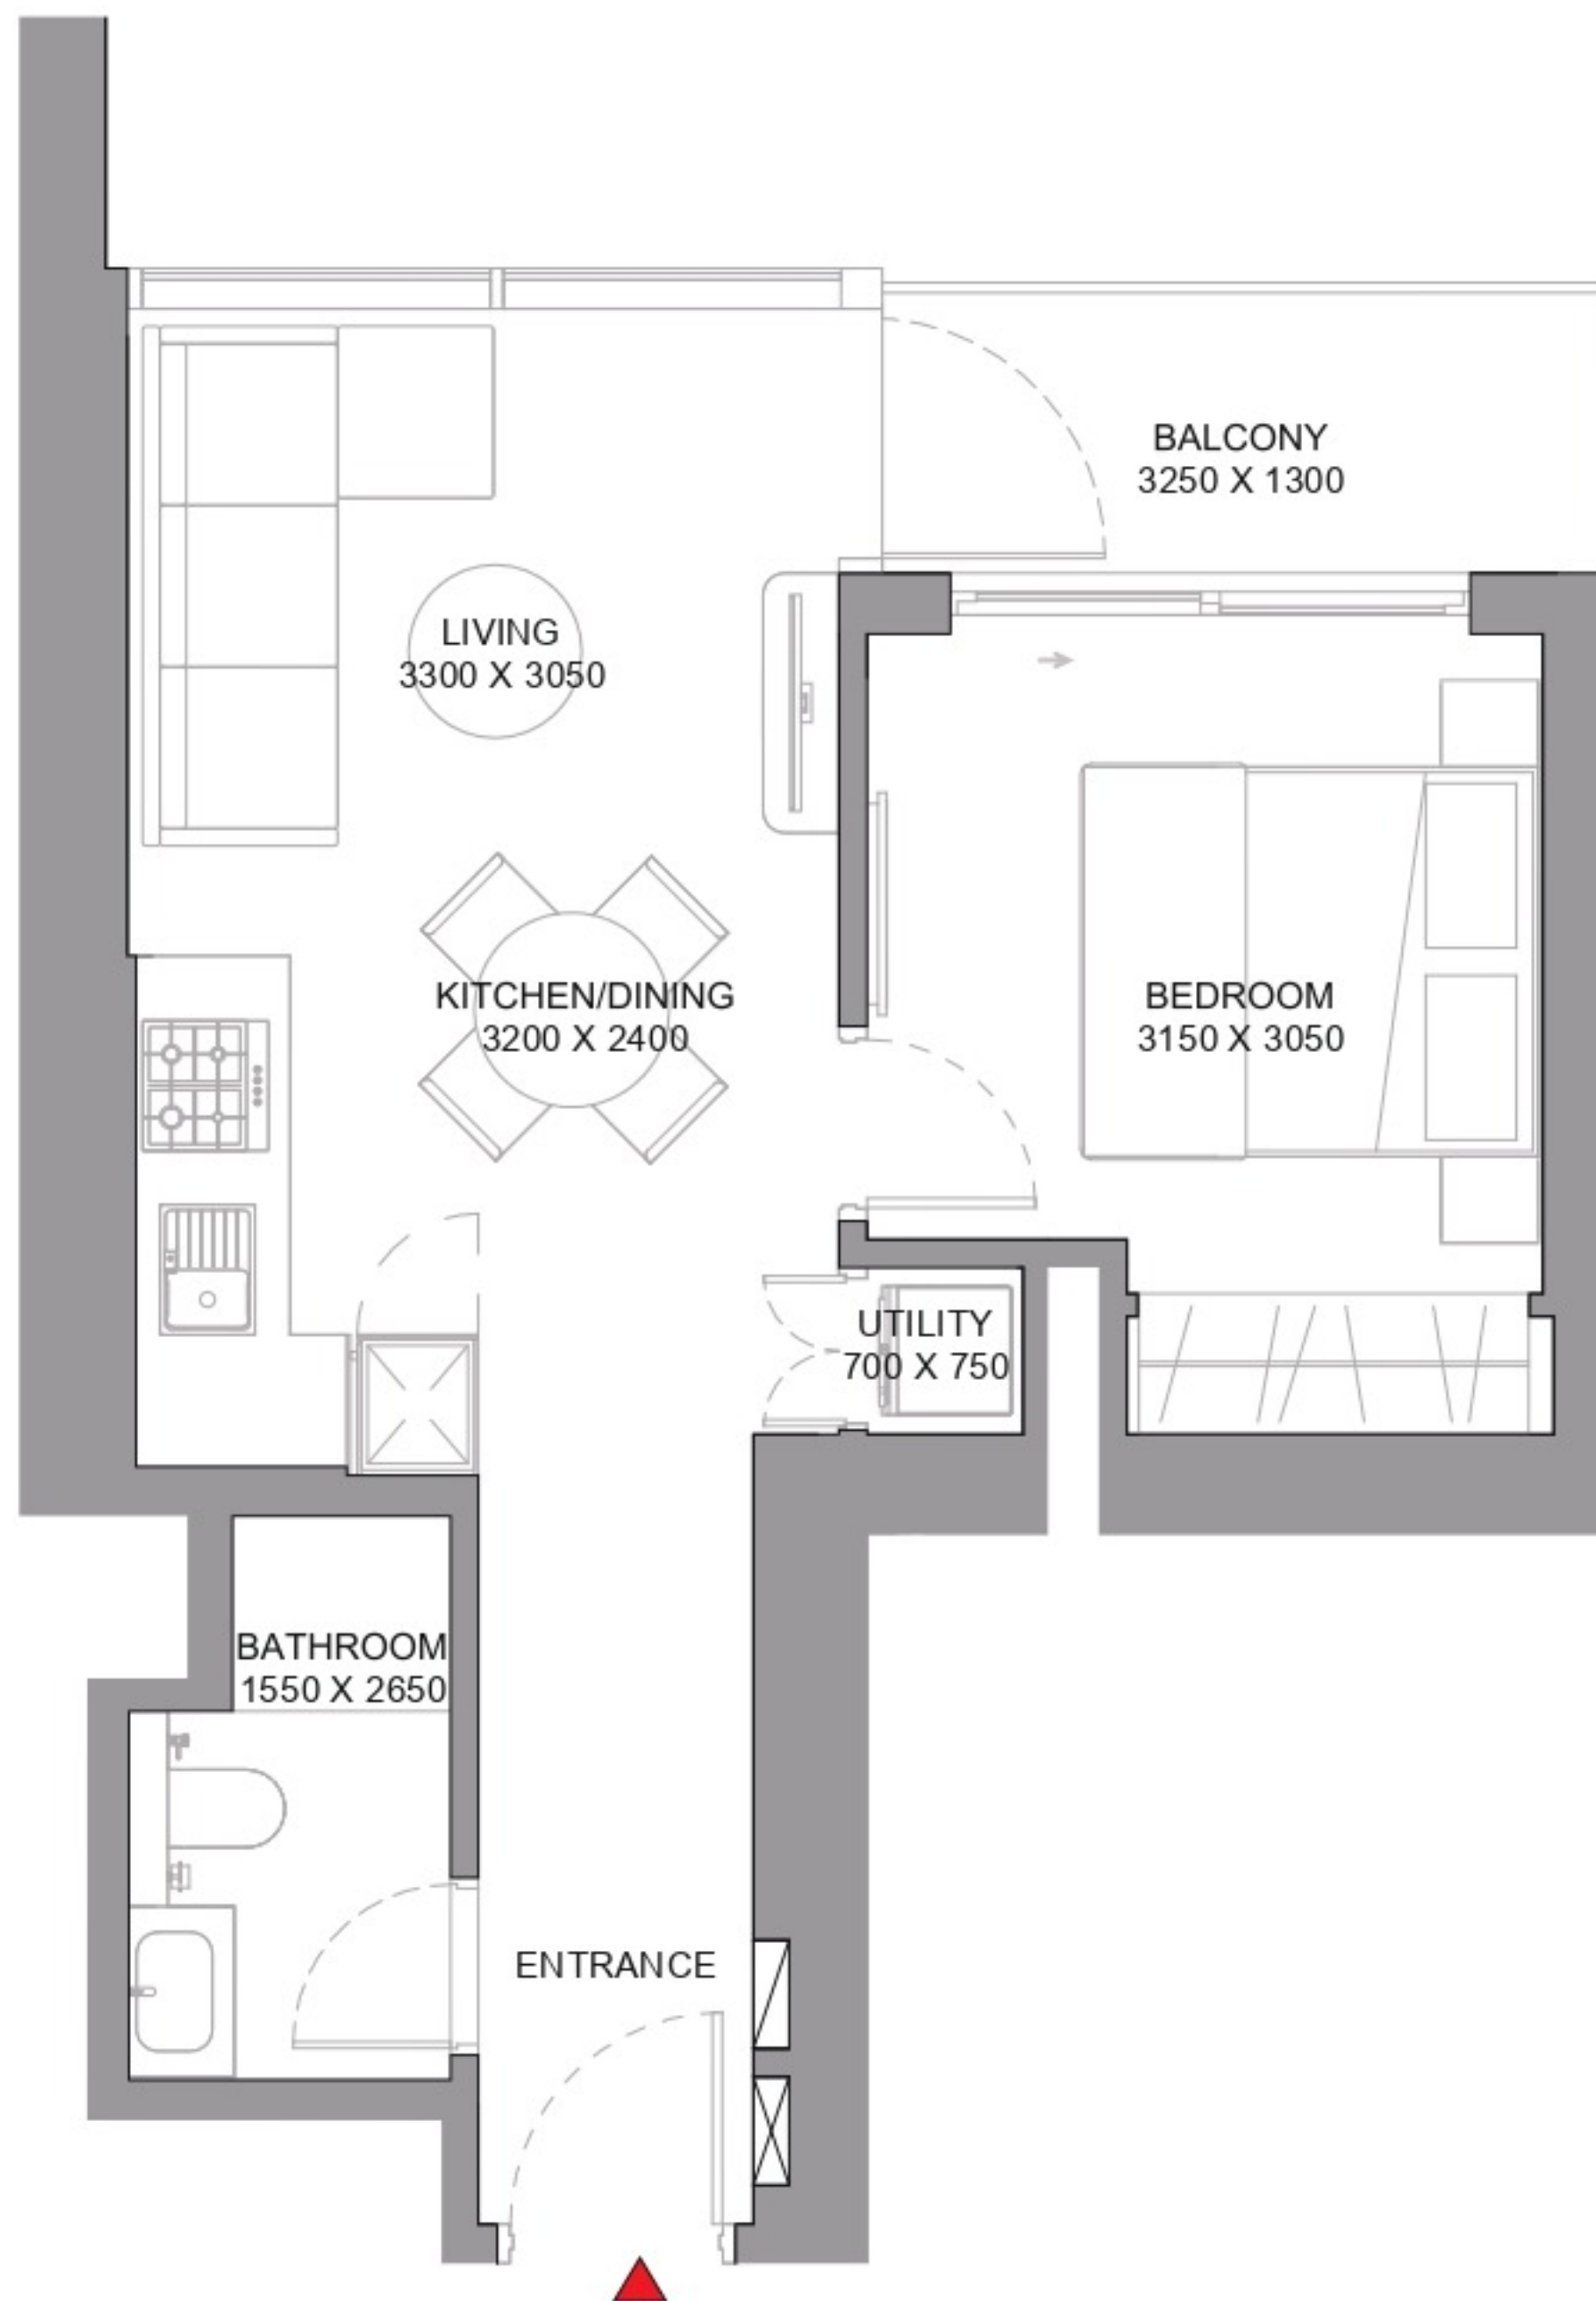 BALCONY
3250 X 1300
LIVING
3300 X 3050
KITCHEN/DINING
3200 X 2400
BEDROOM
3150 X 3050
UTILITY
700 X 750
BATHROOM
1550 X 2650
ENTRANCE